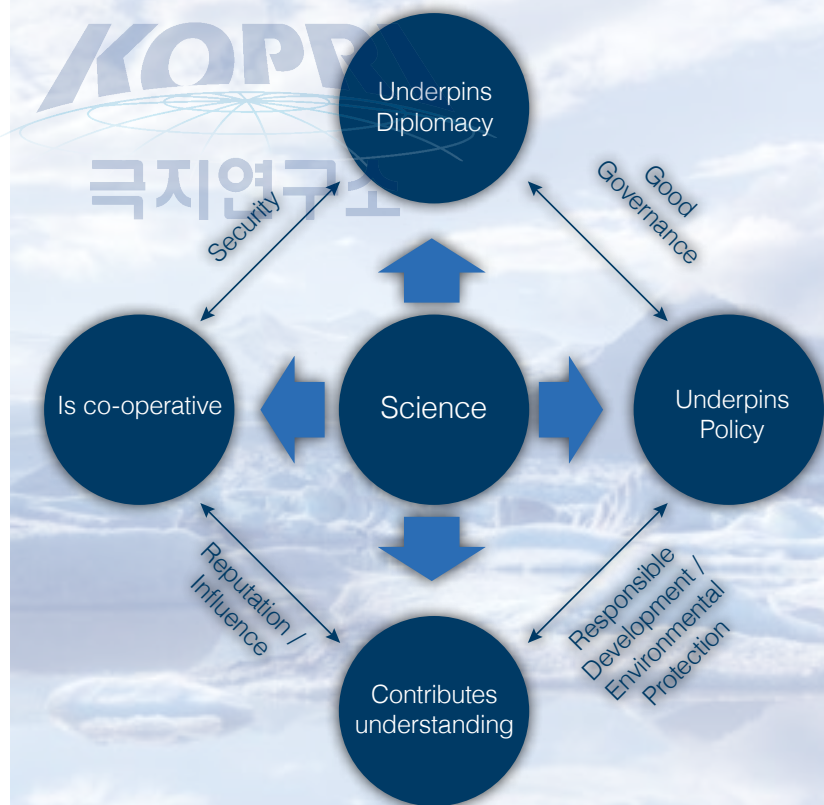 KOPRI
극지연구소
Underpins
Diplomacy
Security
Good
Governance
Is co-operative
Science
Underpins
Policy
Reputation /
Influence
Responsible
Development /
Environmental
Protection
Contributes
understanding